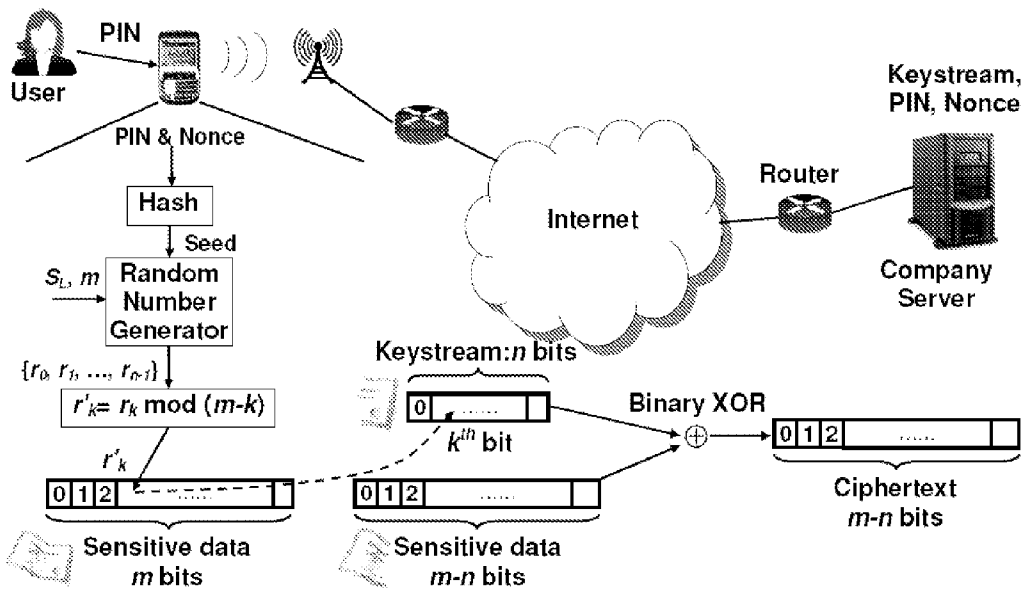 PIN
User
PIN & Nonce
Hash
Seed
S_L, m
Random
Number
Generator
{r_0, r_1, ..., r_{n-1}}
r'_k = r_k mod (m-k)
r'_k
0 1 2 ......
Sensitive data
m bits
Internet
Router
Keystream,
PIN, Nonce
Company
Server
Keystream:n bits
0 ......
k^th bit
0 1 2 ......
Sensitive data
m-n bits
Binary XOR
0 1 2 ......
Ciphertext
m-n bits